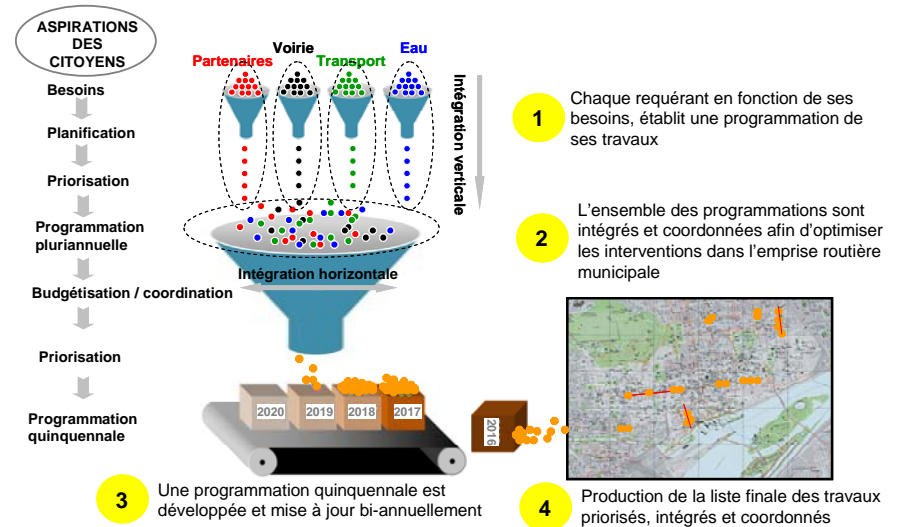 ASPIRATIONS
DES
CITOYENS
Besoins
Planification
Priorisation
Programmation
pluriannuelle
Budgétisation / coordination
Priorisation
Programmation
quinquennale
Partenaires
Voirie
Transport
Eau
Intégration verticale
Intégration horizontale
2020
2019
2018
2017
2016
1
Chaque requérant en fonction de ses
besoins, établit une programmation de
ses travaux
2
L'ensemble des programmations sont
intégrés et coordonnées afin d'optimiser
les interventions dans l'emprise routière
municipale
3
Une programmation quinquennale est
développée et mise à jour bi-annuellement
4
Production de la liste finale des travaux
priorisés, intégrés et coordonnés